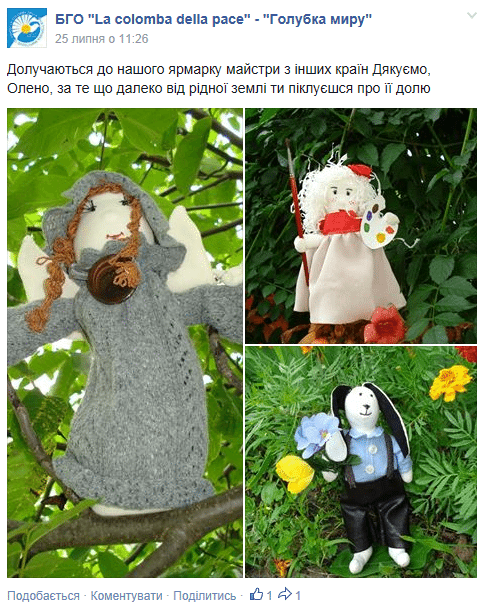 БГО "La colomba della pace" - "Голубка миру"
25 липня о 11:26
Долучаються до нашого ярмарку майстри з інших країн Дякуємо,
Олено, за те що далеко від рідної землі ти піклуєшся про її долю
Подобається · Коментувати · Поділитись · 1 1